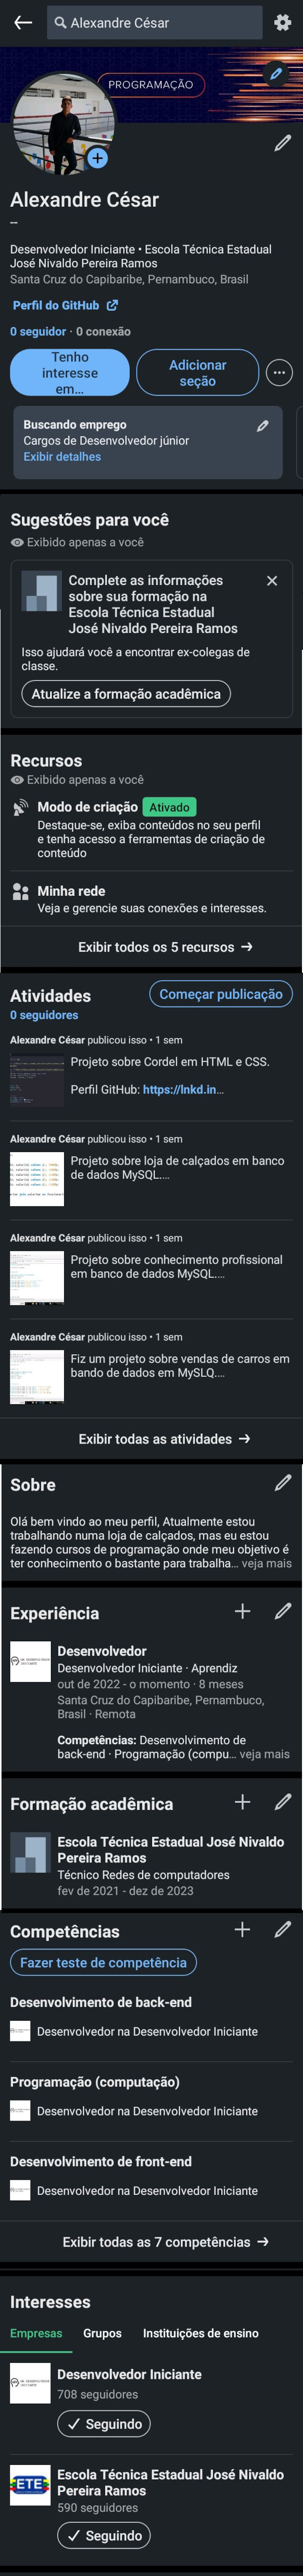 Alexandre César
PROGRAMAÇÃO
Alexandre César
--
Desenvolvedor Iniciante • Escola Técnica Estadual
José Nivaldo Pereira Ramos
Santa Cruz do Capibaribe, Pernambuco, Brasil
Perfil do GitHub
0 seguidor · 0 conexão
Tenho
interesse
em...
Adicionar
seção
Buscando emprego
Cargos de Desenvolvedor júnior
Exibir detalhes
Sugestões para você
Exibido apenas a você
Complete as informações
sobre sua formação na
Escola Técnica Estadual
José Nivaldo Pereira Ramos
Isso ajudará você a encontrar ex-colegas de
classe.
Atualize a formação acadêmica
Recursos
Exibido apenas a você
Modo de criação Ativado
Destaque-se, exiba conteúdos no seu perfil
e tenha acesso a ferramentas de criação de
conteúdo
Minha rede
Veja e gerencie suas conexões e interesses.
Exibir todos os 5 recursos →
Atividades
Começar publicação
0 seguidores
Alexandre César publicou isso • 1 sem
Projeto sobre Cordel em HTML e CSS.
Perfil GitHub: https://lnkd.in...
Alexandre César publicou isso • 1 sem
Projeto sobre loja de calçados em banco
de dados MySQL....
Alexandre César publicou isso • 1 sem
Projeto sobre conhecimento profissional
em banco de dados MySQL....
Alexandre César publicou isso • 1 sem
Fiz um projeto sobre vendas de carros em
bando de dados em MySLQ....
Exibir todas as atividades →
Sobre
Olá bem vindo ao meu perfil, Atualmente estou
trabalhando numa loja de calçados, mas eu estou
fazendo cursos de programação onde meu objetivo é
ter conhecimento o bastante para trabalha... veja mais
Experiência
Desenvolvedor
Desenvolvedor Iniciante · Aprendiz
out de 2022 - o momento · 8 meses
Santa Cruz do Capibaribe, Pernambuco,
Brasil · Remota
Competências: Desenvolvimento de
back-end · Programação (compu... veja mais
Formação acadêmica
Escola Técnica Estadual José Nivaldo
Pereira Ramos
Técnico Redes de computadores
fev de 2021 - dez de 2023
Competências
Fazer teste de competência
Desenvolvimento de back-end
Desenvolvedor na Desenvolvedor Iniciante
Programação (computação)
Desenvolvedor na Desenvolvedor Iniciante
Desenvolvimento de front-end
Desenvolvedor na Desenvolvedor Iniciante
Exibir todas as 7 competências →
Interesses
Empresas Grupos Instituições de ensino
Desenvolvedor Iniciante
708 seguidores
✓ Seguindo
ETE
Escola Técnica Estadual José Nivaldo
Pereira Ramos
590 seguidores
✓ Seguindo